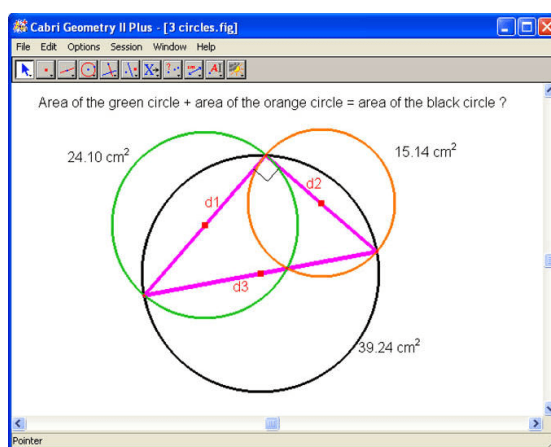 Cabri Geometry II Plus - [3 circles.fig]
File Edit Options Session Window Help
Area of the green circle + area of the orange circle = area of the black circle ?
24.10 cm²
15.14 cm²
d1
d2
d3
39.24 cm²
Pointer